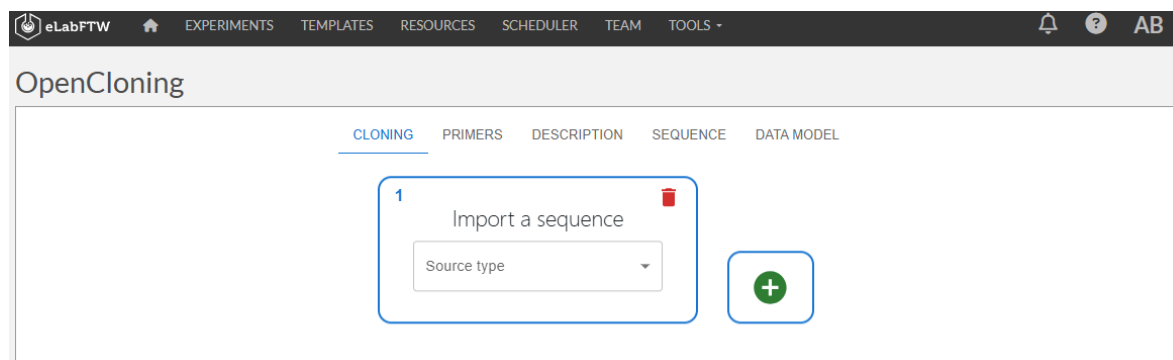 eLabFTW EXPERIMENTS TEMPLATES RESOURCES SCHEDULER TEAM TOOLS ? AB
OpenCloning
CLONING PRIMERS DESCRIPTION SEQUENCE DATA MODEL
1
Import a sequence
Source type